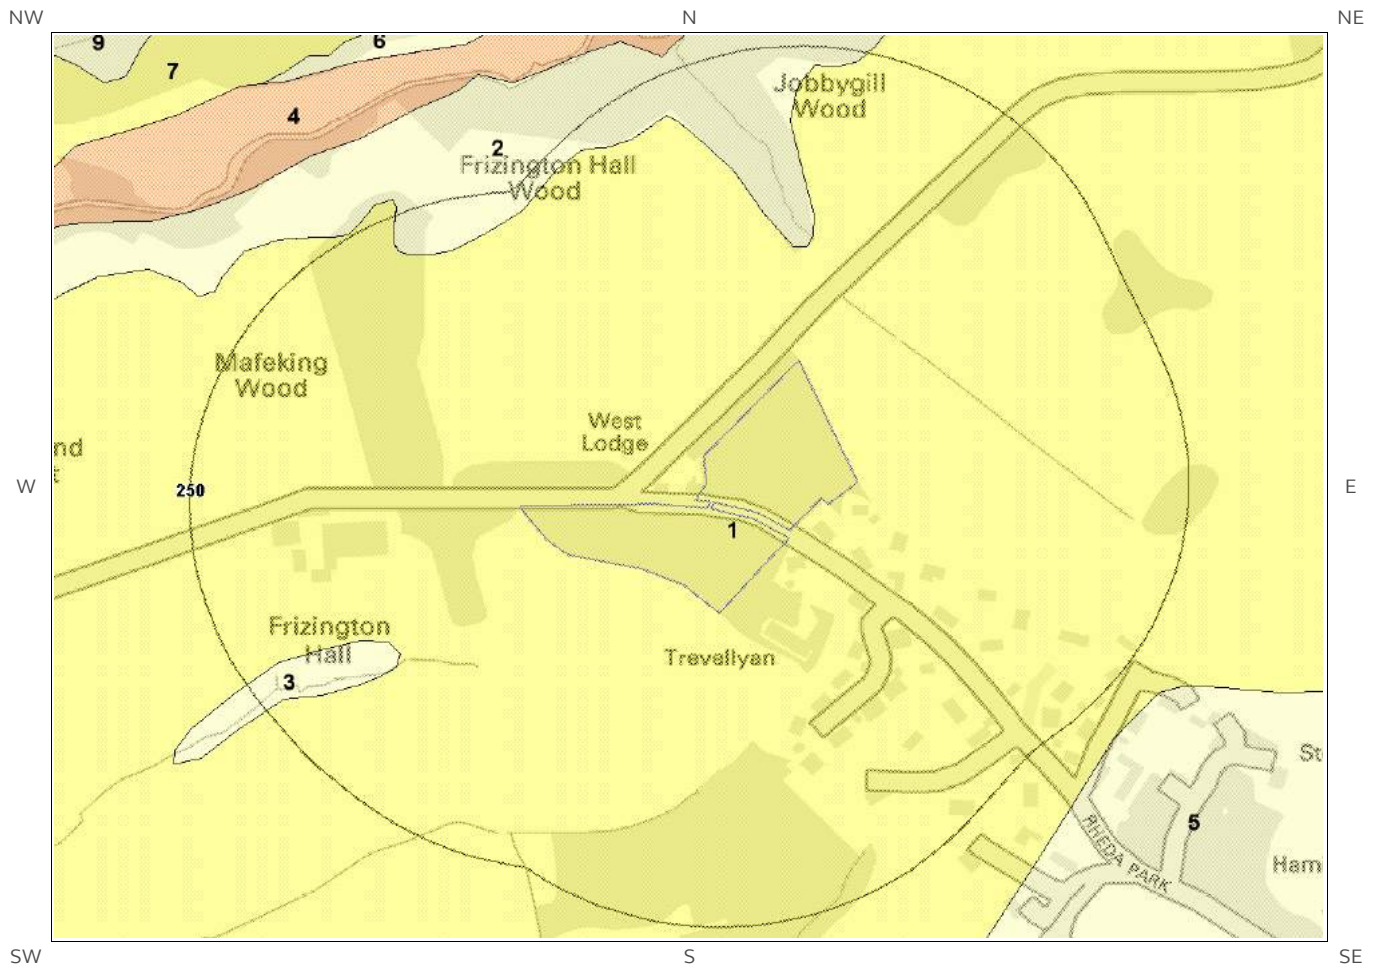 NW
N
NE
9
6
7
Jobbygill
Wood
4
2
Frizington Hall
Wood
Mafeking
Wood
West
Lodge
nd
W
250
E
1
Frizington
Hall
Trevellyan
3
St
5
RHEDA PARK
Ham
SW
S
SE